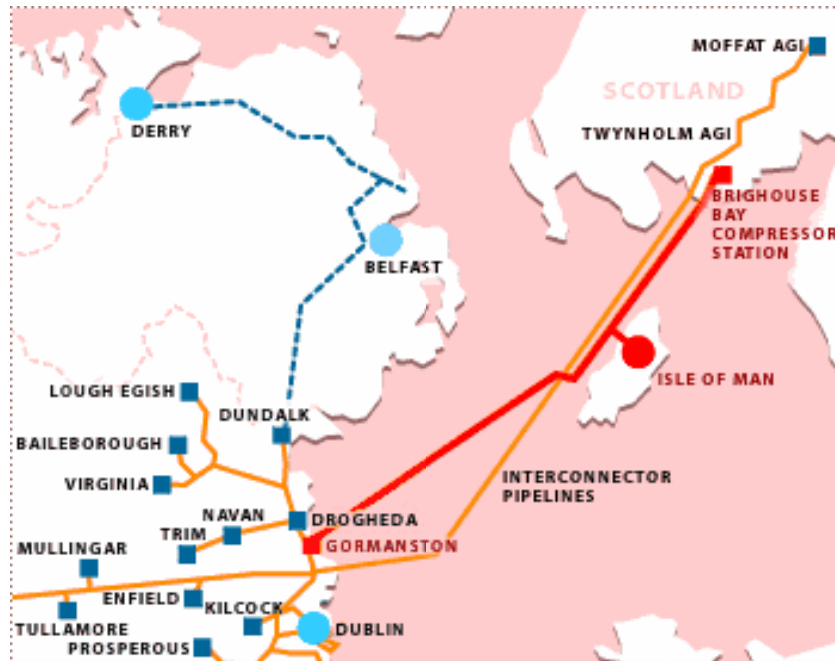 MOFFAT AGI
SCOTLAND
DERRY
TWYNHOLM AGI
BRIGHOUSE
BAY
COMPRESSOR
STATION
BELFAST
ISLE OF MAN
LOUGH EGISH
DUNDALK
BAILEBOROUGH
VIRGINIA
INTERCONNECTOR
PIPELINES
NAVAN
DROGHEDA
TRIM
GORMANSTON
MULLINGAR
ENFIELD
KILCOCK
TULLAMORE
DUBLIN
PROSPEROUS